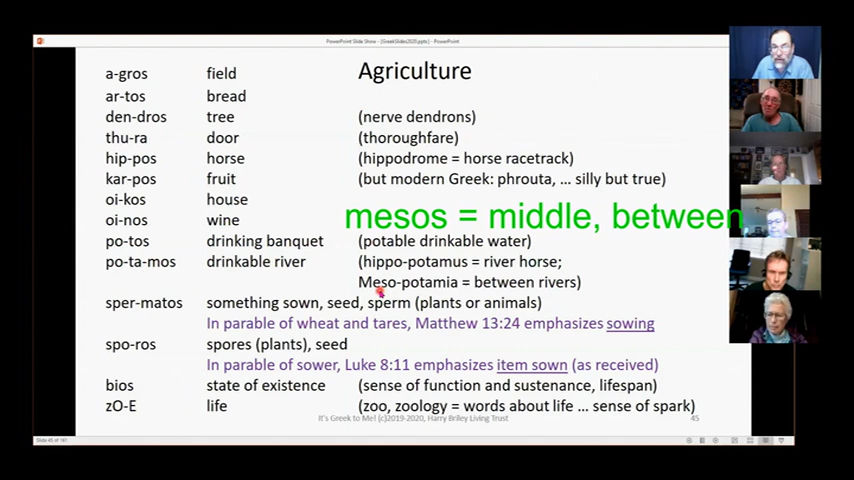 PowerPoint Slide Show - [GreekSlides2020.pptx] - PowerPoint
Agriculture
a-gros field
ar-tos bread
den-dros tree (nerve dendrons)
thu-ra door (thoroughfare)
hip-pos horse (hippodrome = horse racetrack)
kar-pos fruit (but modern Greek: phrouta, ... silly but true)
oi-kos house
mesos = middle, between
oi-nos wine
po-tos drinking banquet (potable drinkable water)
po-ta-mos drinkable river (hippo-potamus = river horse;
Meso-potamia = between rivers)
sper-matos something sown, seed, sperm (plants or animals)
In parable of wheat and tares, Matthew 13:24 emphasizes sowing
spo-ros spores (plants), seed
In parable of sower, Luke 8:11 emphasizes item sown (as received)
bios state of existence (sense of function and sustenance, lifespan)
zO-E life (zoo, zoology = words about life ... sense of spark)
It's Greek to Me! (c)2019-2020, Harry Briley Living Trust 45
Slide 45 of 161